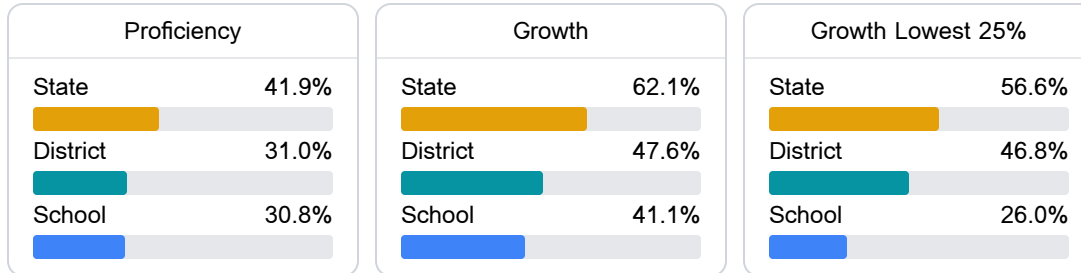 Proficiency
State 41.9%
District 31.0%
School 30.8%
Growth
State 62.1%
District 47.6%
School 41.1%
Growth Lowest 25%
State 56.6%
District 46.8%
School 26.0%